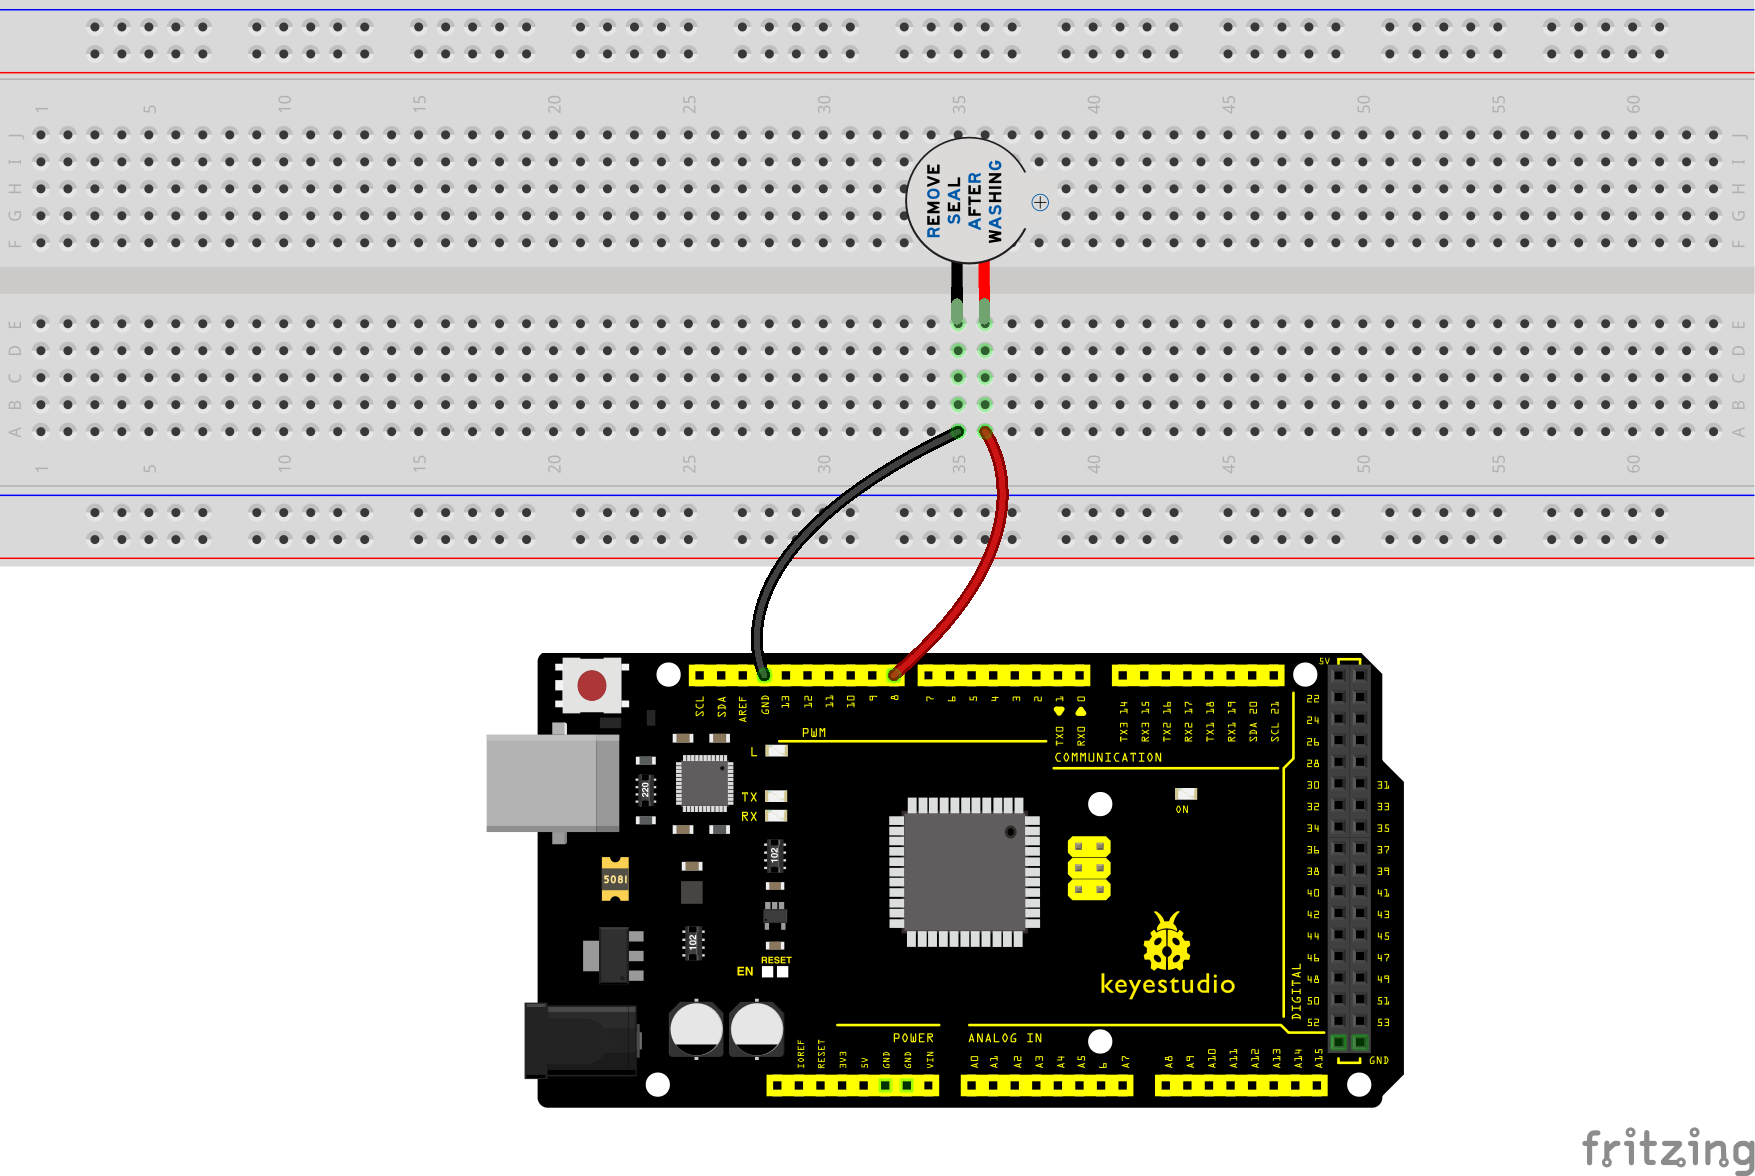 1 5 10 15 20 25 30 35 40 45 50 55 60
J J
I I
H H
G G
F F
REMOVE
SEAL
AFTER
WASHING
E E
D D
C C
B B
A A
1 5 10 15 20 25 30 35 40 45 50 55 60
SCL SDA AREF GND 13 12 11 10 9 8 7 6 5 4 3 2 1 0
TX0 RX0
TX3 14 RX3 15 TX2 16 RX2 17 TX1 18 RX1 19 SDA 20 SCL 21
5V
PWM
COMMUNICATION
L
TX
RX
ON
220
102
5081
102
RESET
EN
keyestudio
22
24
26
28
30 31
32 33
34 35
36 37
38 39
40 41
42 43
44 45
46 47
48 49
50 51
52 53
DIGITAL
GND
POWER
ANALOG IN
IOREF RESET 3V3 5V GND GND VIN
A0 A1 A2 A3 A4 A5 6 A7 A8 A9 A10 A11 A12 A13 A14 A15
fritzing